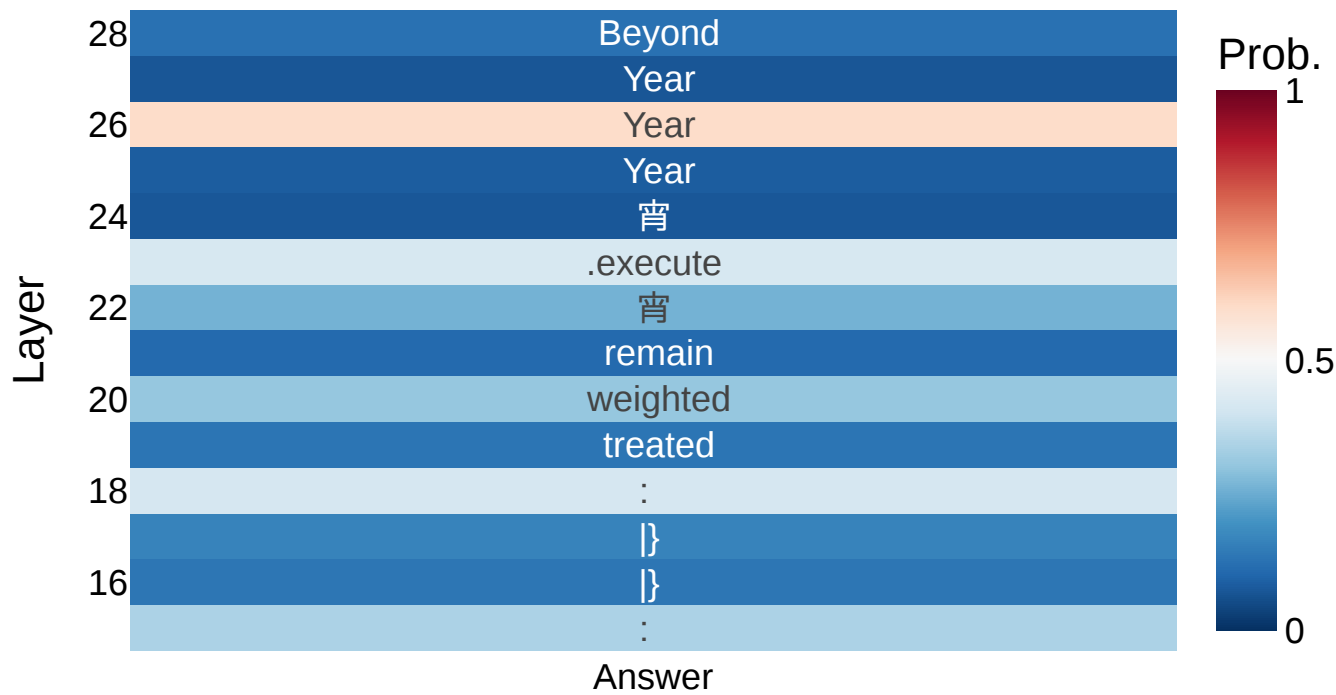 28 Beyond
Prob.
Year
1
26 Year
Year
24 宵
.execute
0.5
22 宵
remain
Layer
20 weighted
treated
18 :
|}
16 |}
:
0
Answer